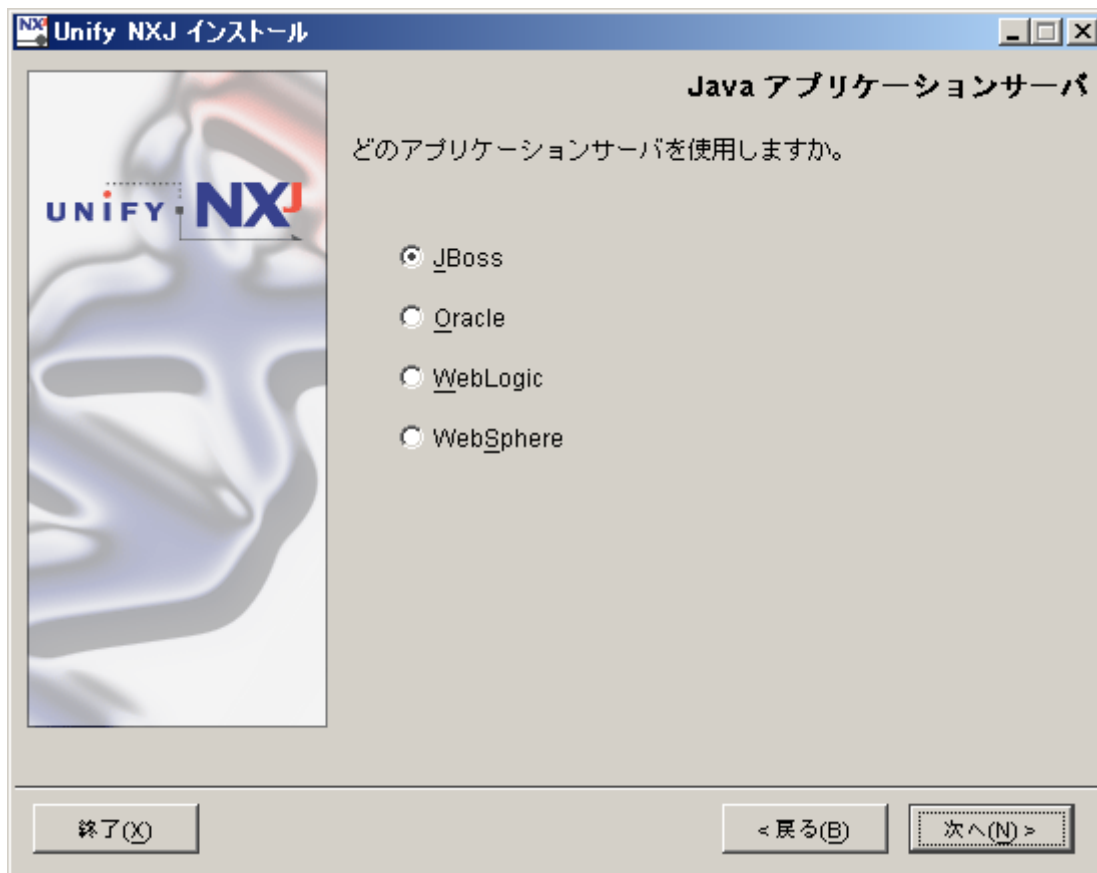 Unify NXJ インストール
Java アプリケーションサーバ
どのアプリケーションサーバを使用しますか。
UNIFY NXJ
JBoss
Oracle
WebLogic
WebSphere
終了(X)
< 戻る(B)
次へ(N) >